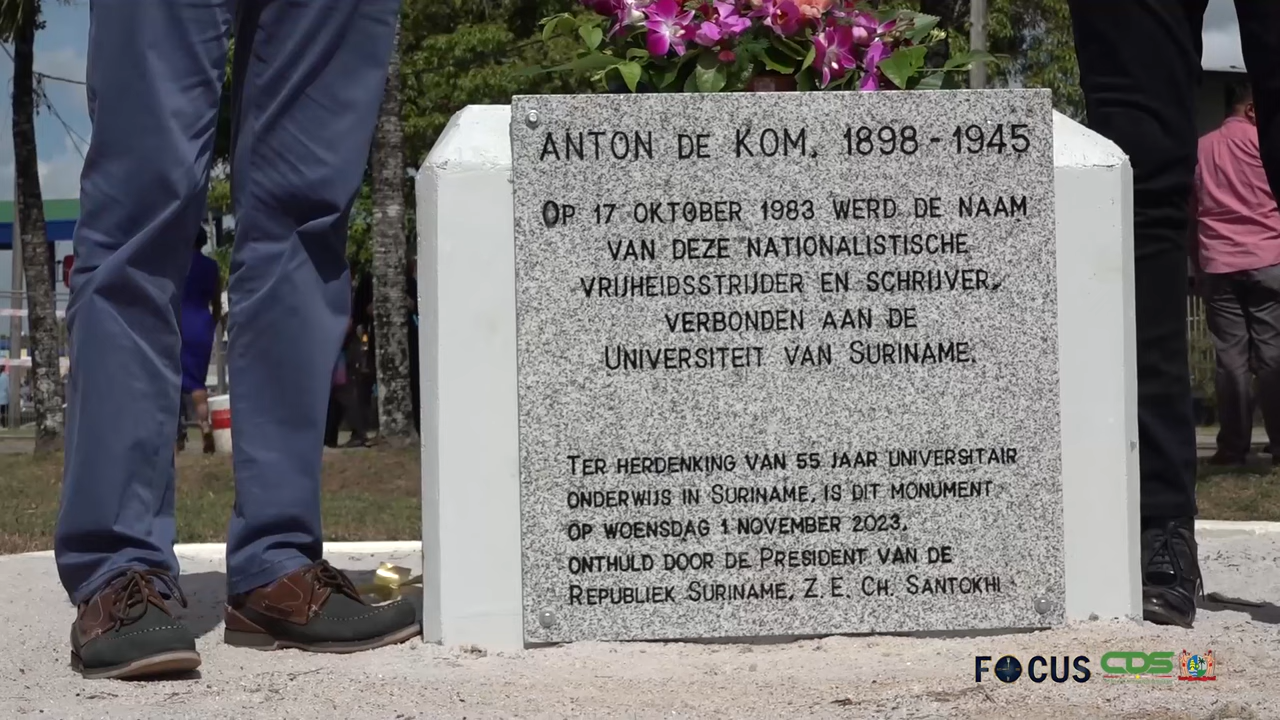 ANTON DE KOM, 1898 - 1945
OP 17 OKTOBER 1983 WERD DE NAAM
VAN DEZE NATIONALISTISCHE
VRIJHEIDSSTRIJDER EN SCHRIJVER,
VERBONDEN AAN DE
UNIVERSITEIT VAN SURINAME.
TER HERDENKING VAN 55 JAAR UNIVERSITAIR
ONDERWIJS IN SURINAME, IS DIT MONUMENT
OP WOENSDAG 1 NOVEMBER 2023,
ONTHULD DOOR DE PRESIDENT VAN DE
REPUBLIEK SURINAME, Z. E. CH. SANTOKHI
FOCUS CDS